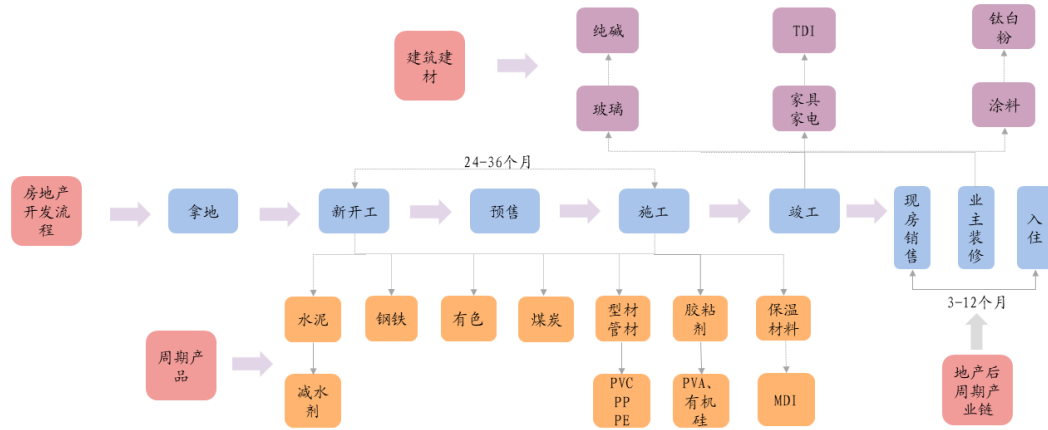 纯碱
TDI
钛白
粉
建筑建
材
玻璃
家具
家电
涂料
24-36个月
房地产
开发流
程
拿地
新开工
预售
施工
竣工
现房销售
业主装修
入住
3-12个月
水泥
钢铁
有色
煤炭
型材
管材
胶粘
剂
保温
材料
周期产
品
减水
剂
PVC
PP
PE
PVA、
有机
硅
MDI
地产后
周期产
业链